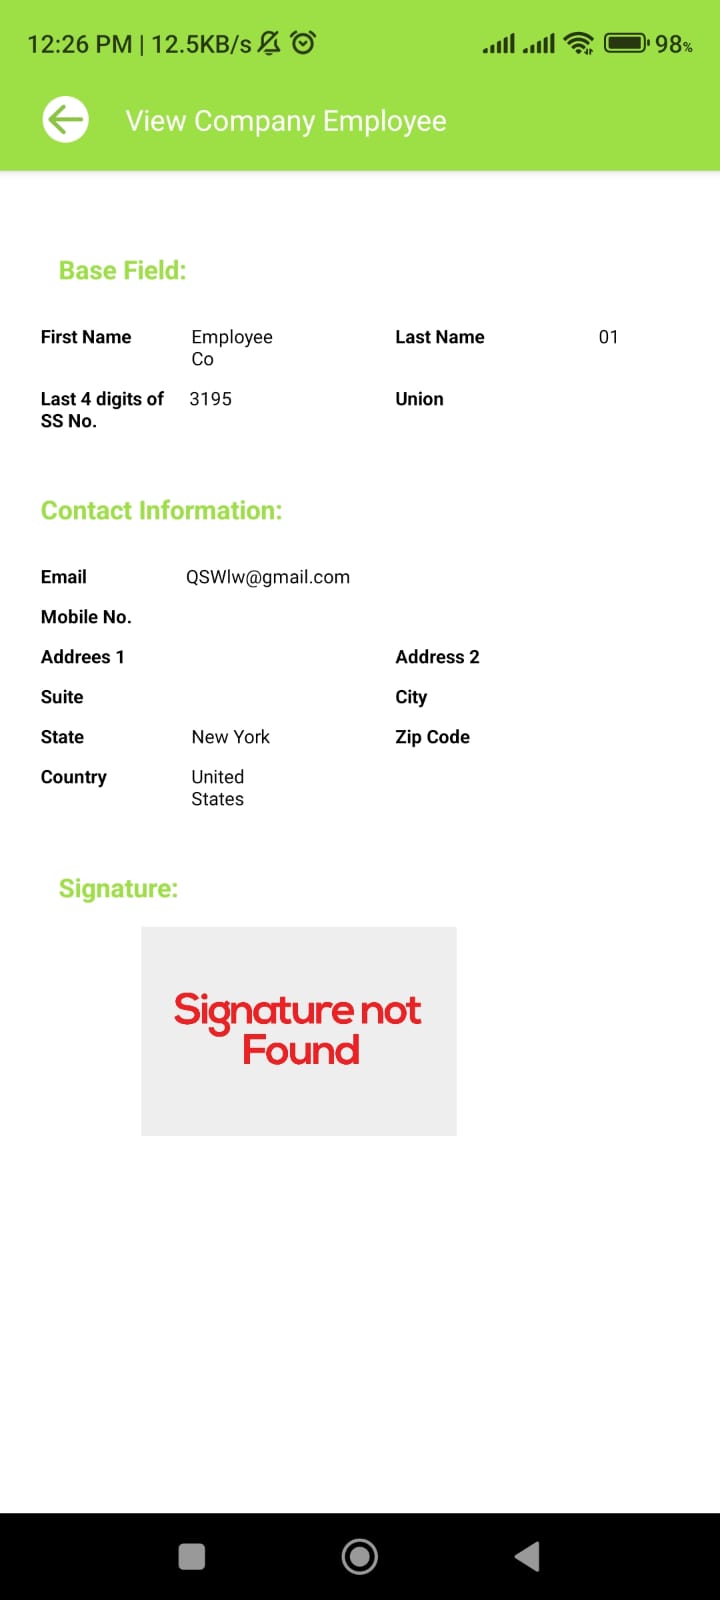 12:26 PM | 12.5KB/s 98%
View Company Employee
Base Field:
First Name Employee Co Last Name 01
Last 4 digits of SS No. 3195 Union
Contact Information:
Email QSWlw@gmail.com
Mobile No.
Addrees 1 Address 2
Suite City
State New York Zip Code
Country United States
Signature:
Signature not
Found